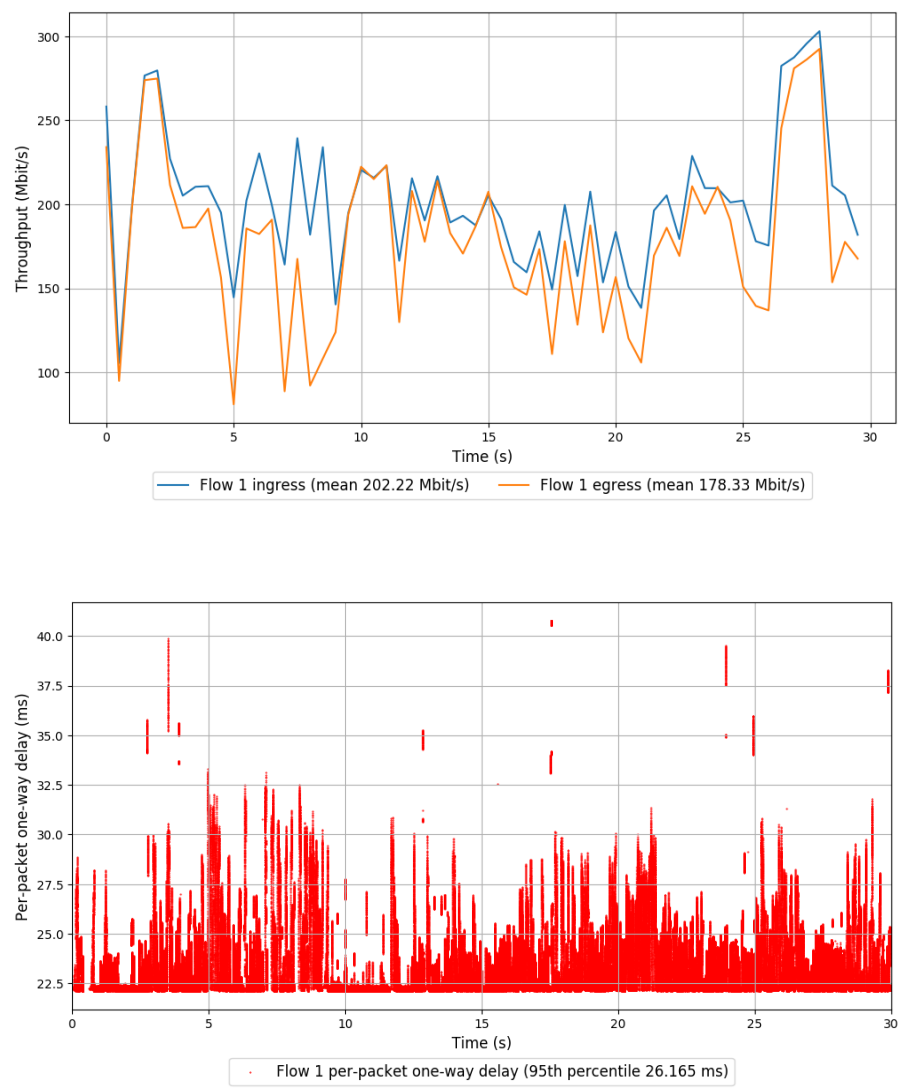 300
250
200
150
100
Throughput (Mbit/s)
0 5 10 15 20 25 30
Time (s)
Flow 1 ingress (mean 202.22 Mbit/s) Flow 1 egress (mean 178.33 Mbit/s)
40.0
37.5
35.0
32.5
30.0
27.5
25.0
22.5
Per-packet one-way delay (ms)
0 5 10 15 20 25 30
Time (s)
Flow 1 per-packet one-way delay (95th percentile 26.165 ms)